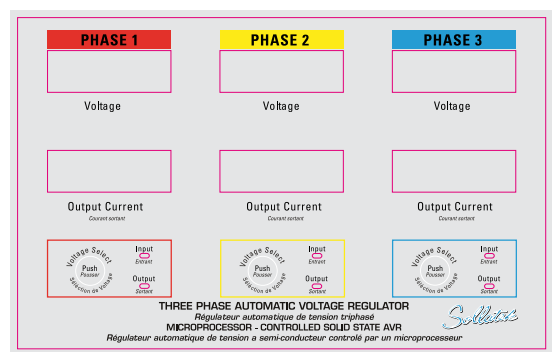 PHASE 1
PHASE 2
PHASE 3
Voltage
Voltage
Voltage
Output Current
Courant sortant
Output Current
Courant sortant
Output Current
Courant sortant
Voltage Select
Push
Pousser
Sélection de Voltage
Input
Entrant
Output
Sortant
Voltage Select
Push
Pousser
Sélection de Voltage
Input
Entrant
Output
Sortant
Voltage Select
Push
Pousser
Sélection de Voltage
Input
Entrant
Output
Sortant
THREE PHASE AUTOMATIC VOLTAGE REGULATOR
Régulateur automatique de tension triphasé
MICROPROCESSOR - CONTROLLED SOLID STATE AVR
Régulateur automatique de tension a semi-conducteur controlé par un microprocesseur